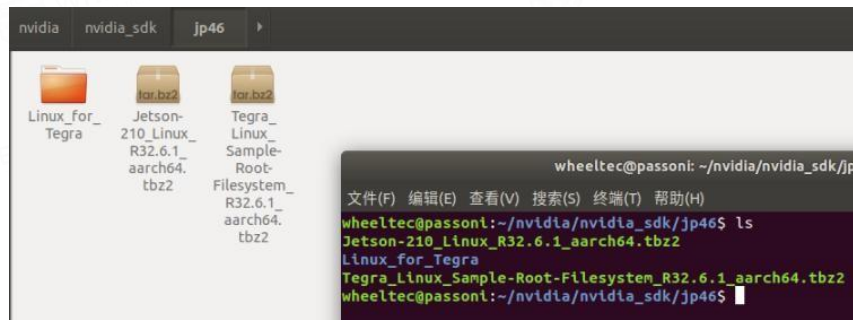 nvidia nvidia_sdk jp46
Linux_for_
Tegra
tar.bz2
Jetson-
210_Linux_
R32.6.1_
aarch64.
tbz2
tar.bz2
Tegra_
Linux_
Sample-
Root-
Filesystem_
R32.6.1_
aarch64.
tbz2
wheeltec@passoni: ~/nvidia/nvidia_sdk/jp
文件(F) 编辑(E) 查看(V) 搜索(S) 终端(T) 帮助(H)
wheeltec@passoni:~/nvidia/nvidia_sdk/jp46$ ls
Jetson-210_Linux_R32.6.1_aarch64.tbz2
Linux_for_Tegra
Tegra_Linux_Sample-Root-Filesystem_R32.6.1_aarch64.tbz2
wheeltec@passoni:~/nvidia/nvidia_sdk/jp46$